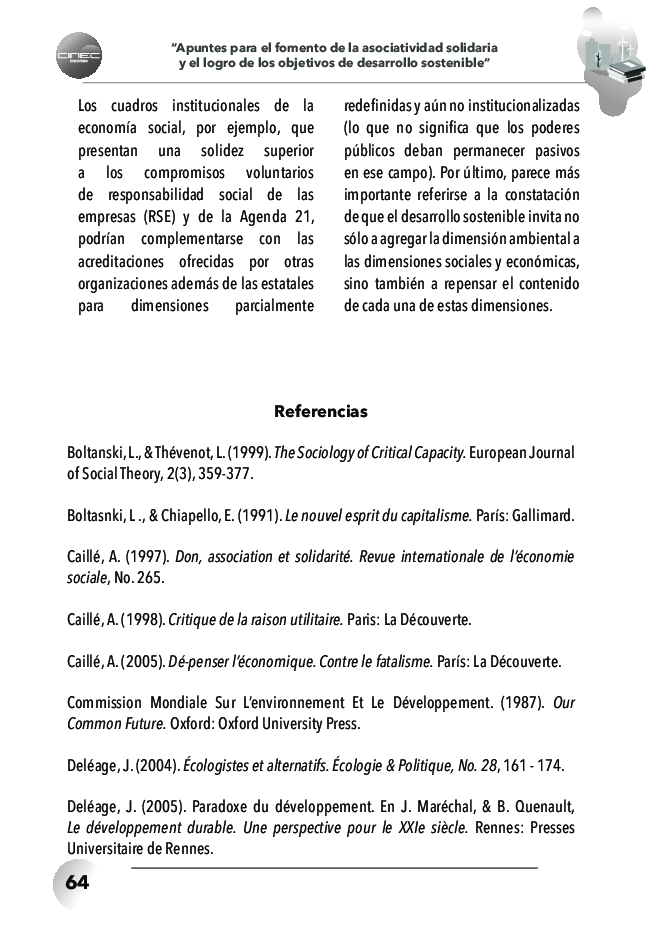 CINEC
"Apuntes para el fomento de la asociatividad solidaria
y el logro de los objetivos de desarrollo sostenible"
Los cuadros institucionales de la
economía social, por ejemplo, que
presentan una solidez superior
a los compromisos voluntarios
de responsabilidad social de las
empresas (RSE) y de la Agenda 21,
podrían complementarse con las
acreditaciones ofrecidas por otras
organizaciones además de las estatales
para dimensiones parcialmente
redefinidas y aún no institucionalizadas
(lo que no significa que los poderes
públicos deban permanecer pasivos
en ese campo). Por último, parece más
importante referirse a la constatación
de que el desarrollo sostenible invita no
sólo a agregar la dimensión ambiental a
las dimensiones sociales y económicas,
sino también a repensar el contenido
de cada una de estas dimensiones.
Referencias
Boltanski, L., & Thévenot, L. (1999). The Sociology of Critical Capacity. European Journal
of Social Theory, 2(3), 359-377.
Boltasnki, L ., & Chiapello, E. (1991). Le nouvel esprit du capitalisme. París: Gallimard.
Caillé, A. (1997). Don, association et solidarité. Revue internationale de l'économie
sociale, No. 265.
Caillé, A. (1998). Critique de la raison utilitaire. Paris: La Découverte.
Caillé, A. (2005). Dé-penser l'économique. Contre le fatalisme. París: La Découverte.
Commission Mondiale Sur L'environnement Et Le Développement. (1987). Our
Common Future. Oxford: Oxford University Press.
Deléage, J. (2004). Écologistes et alternatifs. Écologie & Politique, No. 28, 161 - 174.
Deléage, J. (2005). Paradoxe du développement. En J. Maréchal, & B. Quenault,
Le développement durable. Une perspective pour le XXIe siècle. Rennes: Presses
Universitaire de Rennes.
64